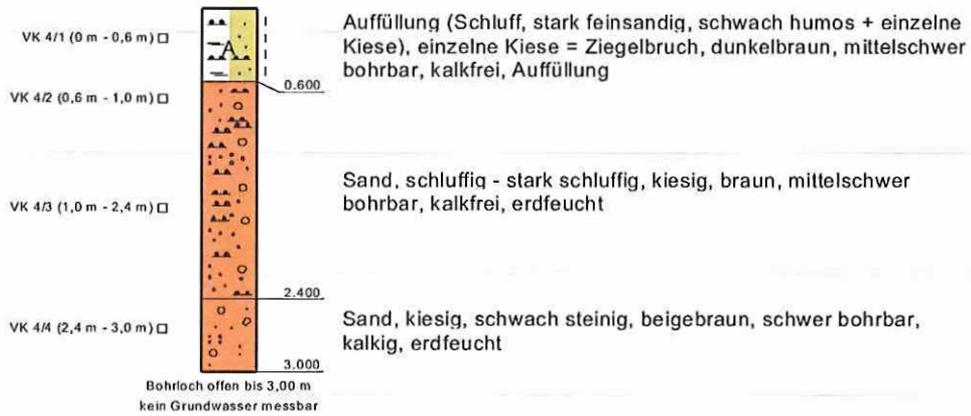 VK 4/1 (0 m - 0,6 m)
A
Auffüllung (Schluff, stark feinsandig, schwach humos + einzelne
Kiese), einzelne Kiese = Ziegelbruch, dunkelbraun, mittelschwer
bohrbar, kalkfrei, Auffüllung
0.600
VK 4/2 (0,6 m - 1,0 m)
Sand, schluffig - stark schluffig, kiesig, braun, mittelschwer
bohrbar, kalkfrei, erdfeucht
VK 4/3 (1,0 m - 2,4 m)
2.400
Sand, kiesig, schwach steinig, beigebraun, schwer bohrbar,
kalkig, erdfeucht
VK 4/4 (2,4 m - 3,0 m)
3.000
Bohrloch offen bis 3,00 m
kein Grundwasser messbar